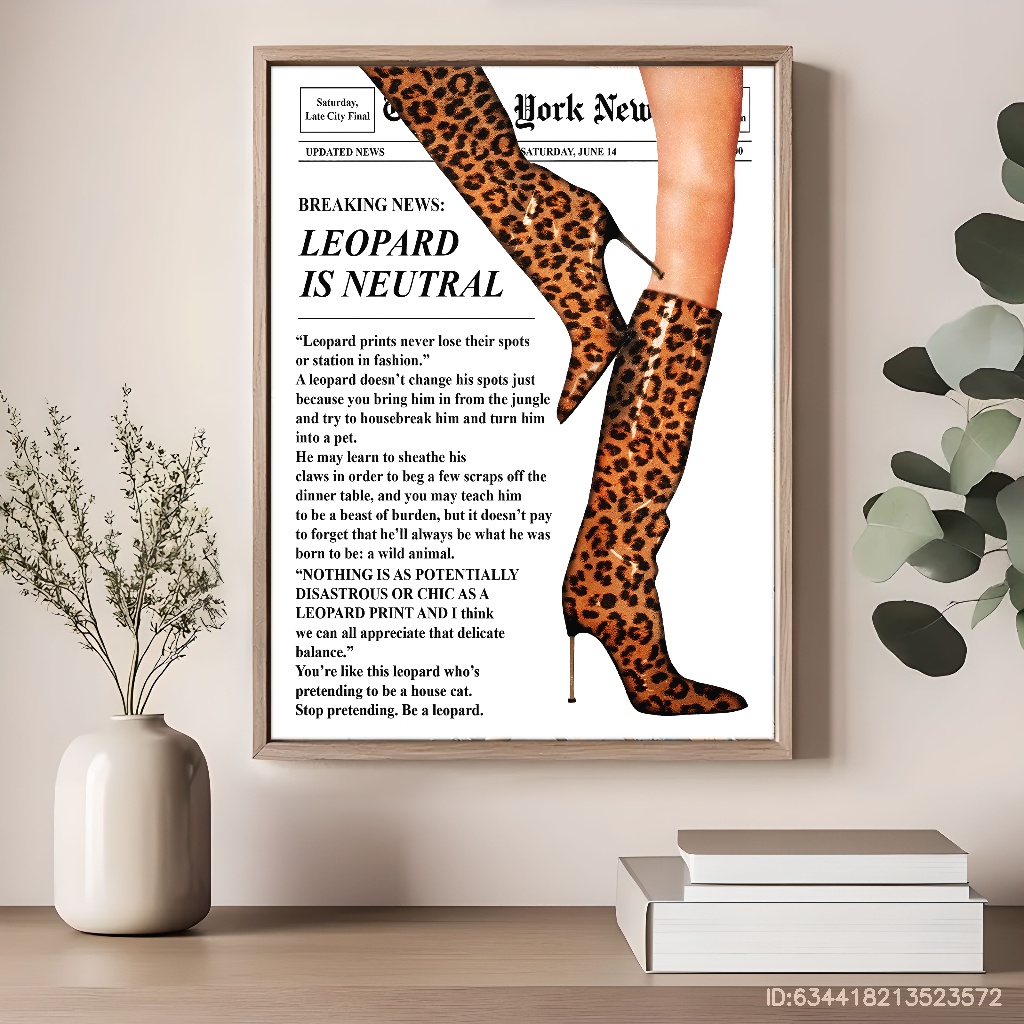 Saturday,
Late City Final
York New
UPDATED NEWS
SATURDAY, JUNE 14
BREAKING NEWS:
LEOPARD
IS NEUTRAL
“Leopard prints never lose their spots
or station in fashion.”
A leopard doesn’t change his spots just
because you bring him in from the jungle
and try to housebreak him and turn him
into a pet.
He may learn to sheathe his
claws in order to beg a few scraps off the
dinner table, and you may teach him
to be a beast of burden, but it doesn’t pay
to forget that he’ll always be what he was
born to be: a wild animal.
“NOTHING IS AS POTENTIALLY
DISASTROUS OR CHIC AS A
LEOPARD PRINT AND I think
we can all appreciate that delicate
balance.”
You’re like this leopard who’s
pretending to be a house cat.
Stop pretending. Be a leopard.
ID:634418213523572